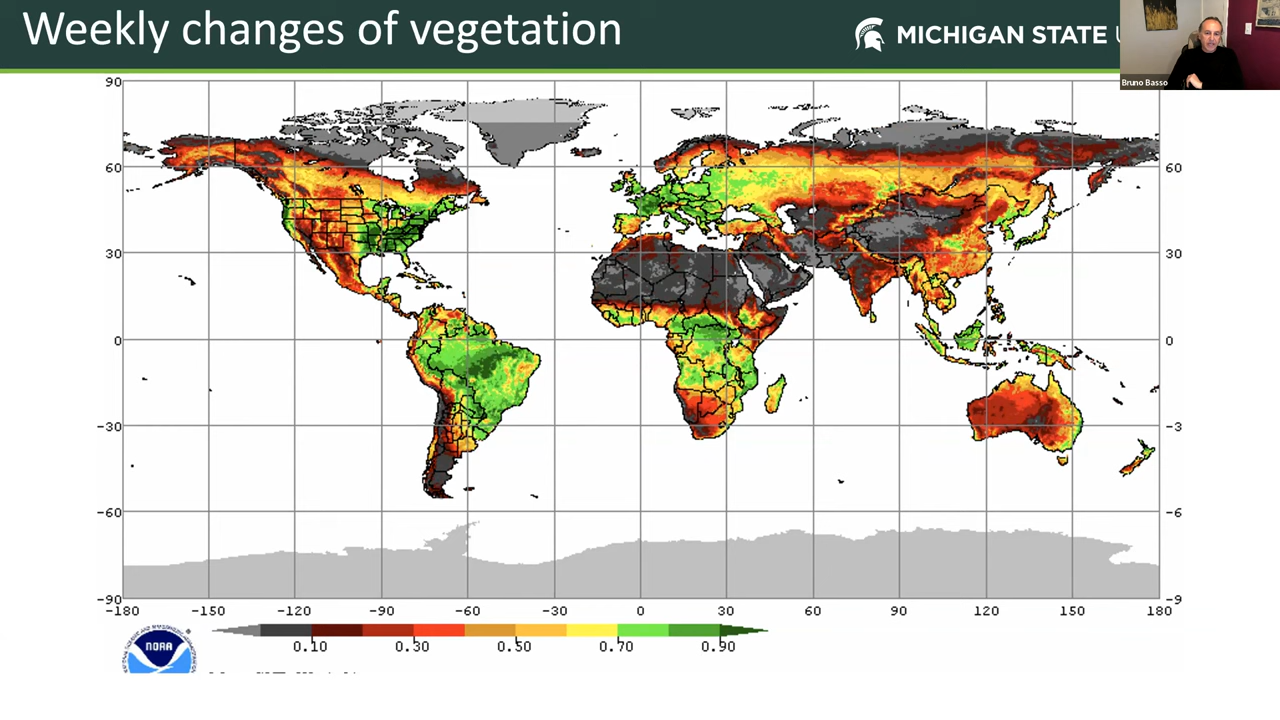 Weekly changes of vegetation
MICHIGAN STATE U
Bruno Basso
90
60
60
30
30
0
0
-30
-3
-60
-6
-90
-9
-180 -150 -120 -90 -60 -30 0 30 60 90 120 150 180
0.10 0.30 0.50 0.70 0.90
NOAA